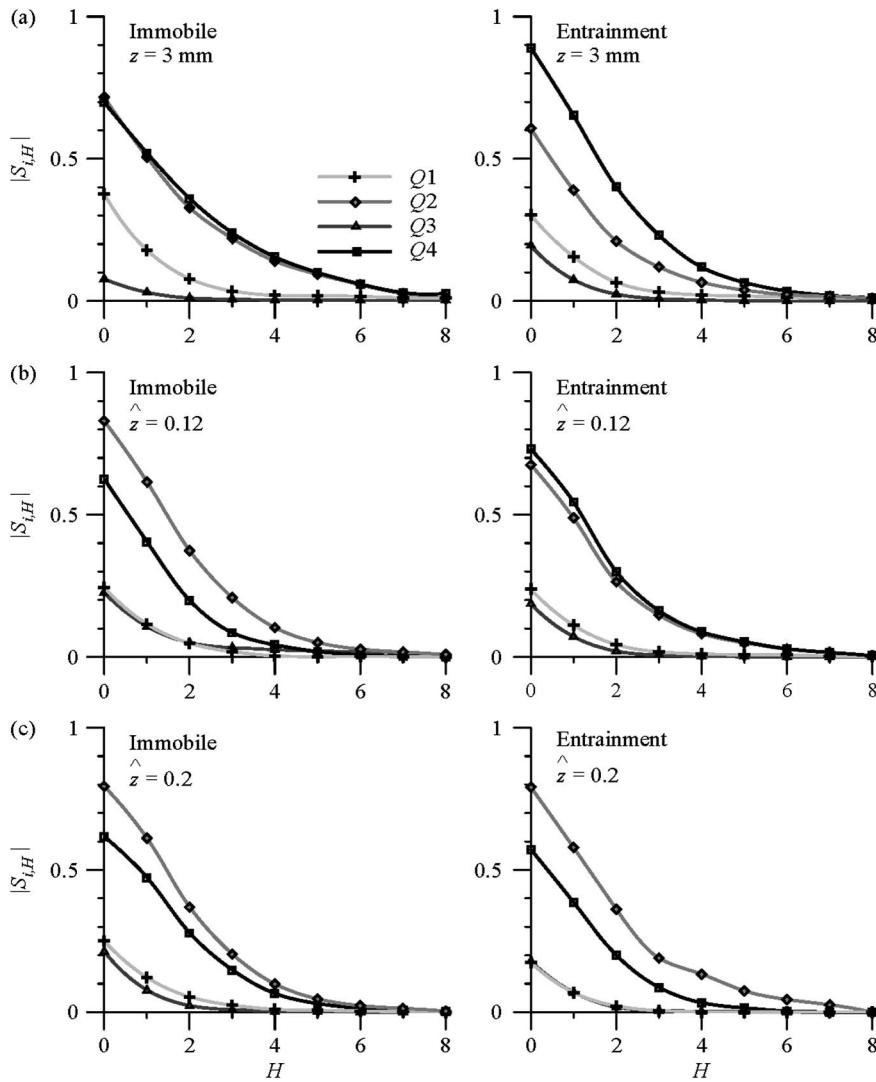 (a)
1
0.5
0
|S_{i,H}|
Immobile
z = 3 mm
Q1
Q2
Q3
Q4
0 2 4 6 8
1
0.5
0
Entrainment
z = 3 mm
0 2 4 6 8
(b)
1
0.5
0
|S_{i,H}|
Immobile
ẑ = 0.12
0 2 4 6 8
1
0.5
0
Entrainment
ẑ = 0.12
0 2 4 6 8
(c)
1
0.5
0
|S_{i,H}|
Immobile
ẑ = 0.2
0 2 4 6 8
H
1
0.5
0
Entrainment
ẑ = 0.2
0 2 4 6 8
H